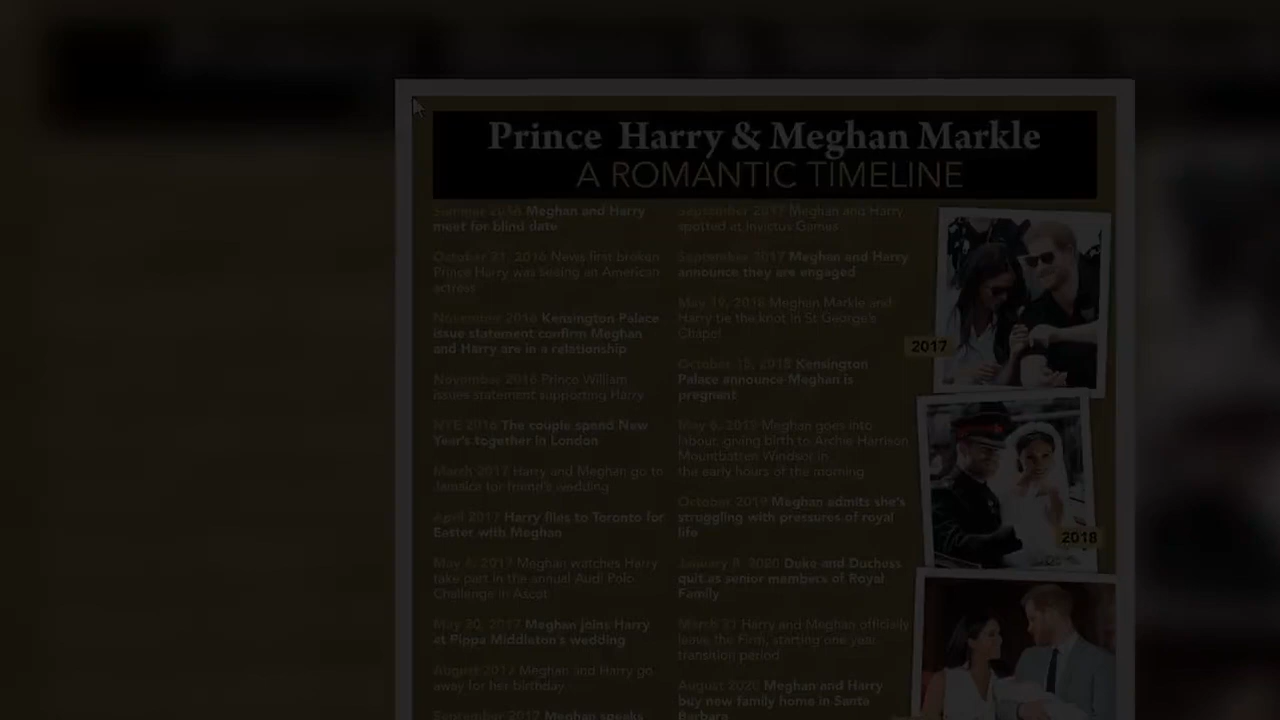 Prince Harry & Meghan Markle
A ROMANTIC TIMELINE
Summer 2016 Meghan and Harry
meet for blind date
October 31, 2016 News first broken
Prince Harry was seeing an American
actress
November 2016 Kensington Palace
issue statement confirm Meghan
and Harry are in a relationship
November 2016 Prince William
issues statement supporting Harry
NYE 2016 The couple spend New
Year's together in London
March 2017 Harry and Meghan go to
Jamaica for friend's wedding
April 2017 Harry flies to Toronto for
Easter with Meghan
May 6, 2017 Meghan watches Harry
take part in the annual Audi Polo
Challenge in Ascot
May 20, 2017 Meghan joins Harry
at Pippa Middleton's wedding
August 2017 Meghan and Harry go
away for her birthday
September 2017 Meghan speaks
September 2017 Meghan and Harry
spotted at Invictus Games
September 2017 Meghan and Harry
announce they are engaged
May 19, 2018 Meghan Markle and
Harry tie the knot in St George's
Chapel
October 15, 2018 Kensington
Palace announce Meghan is
pregnant
May 6, 2019 Meghan goes into
labour, giving birth to Archie Harrison
Mountbatten Windsor in
the early hours of the morning
October 2019 Meghan admits she's
struggling with pressures of royal
life
January 8, 2020 Duke and Duchess
quit as senior members of Royal
Family
March 31 Harry and Meghan officially
leave the Firm, starting one year
transition period
August 2020 Meghan and Harry
buy new family home in Santa
Barbara
2017
2018